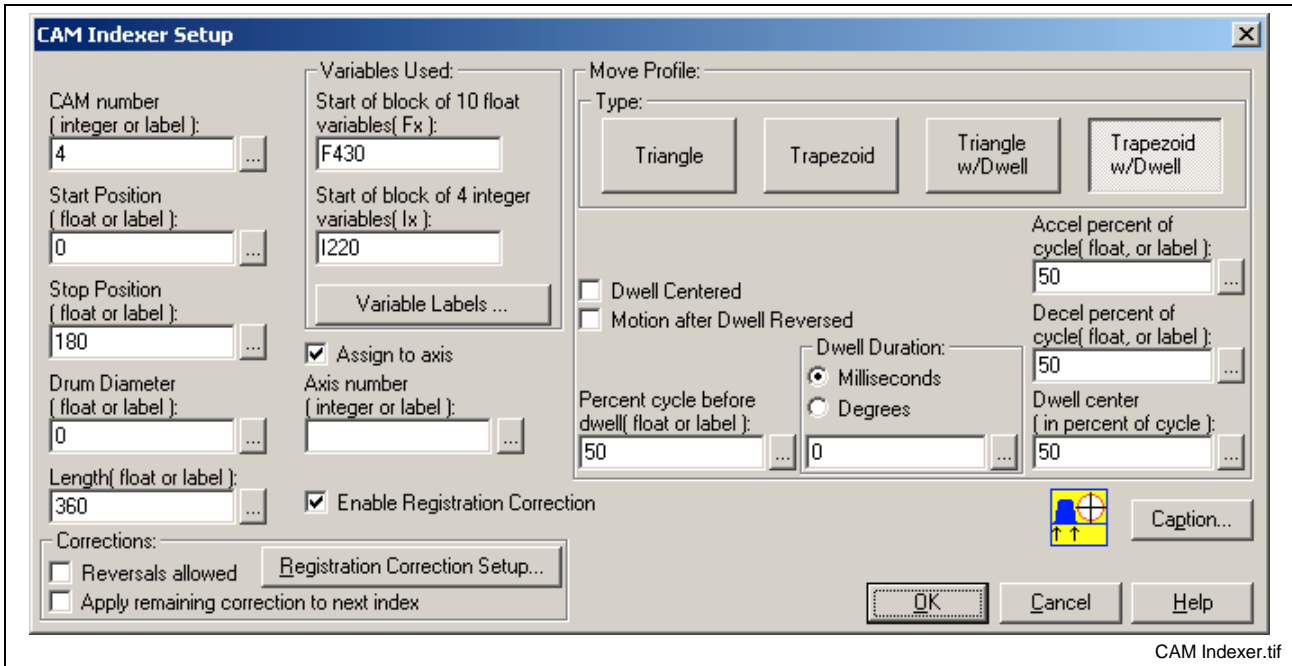 CAM Indexer Setup
CAM number
( integer or label ):
4
...
Start Position
( float or label ):
0
...
Stop Position
( float or label ):
180
...
Drum Diameter
( float or label ):
0
...
Length( float or label ):
360
...
Variables Used:
Start of block of 10 float
variables( Fx ):
F430
Start of block of 4 integer
variables( Ix ):
I220
Variable Labels ...
Assign to axis
Axis number
( integer or label ):
...
Enable Registration Correction
Corrections:
Reversals allowed
Registration Correction Setup...
Apply remaining correction to next index
Move Profile:
Type:
Triangle
Trapezoid
Triangle
w/Dwell
Trapezoid
w/Dwell
Dwell Centered
Motion after Dwell Reversed
Percent cycle before
dwell( float or label ):
50
...
Dwell Duration:
Milliseconds
Degrees
0
...
Accel percent of
cycle( float, or label ):
50
...
Decel percent of
cycle( float, or label ):
50
...
Dwell center
( in percent of cycle ):
50
...
Caption...
OK
Cancel
Help
CAM Indexer.tif